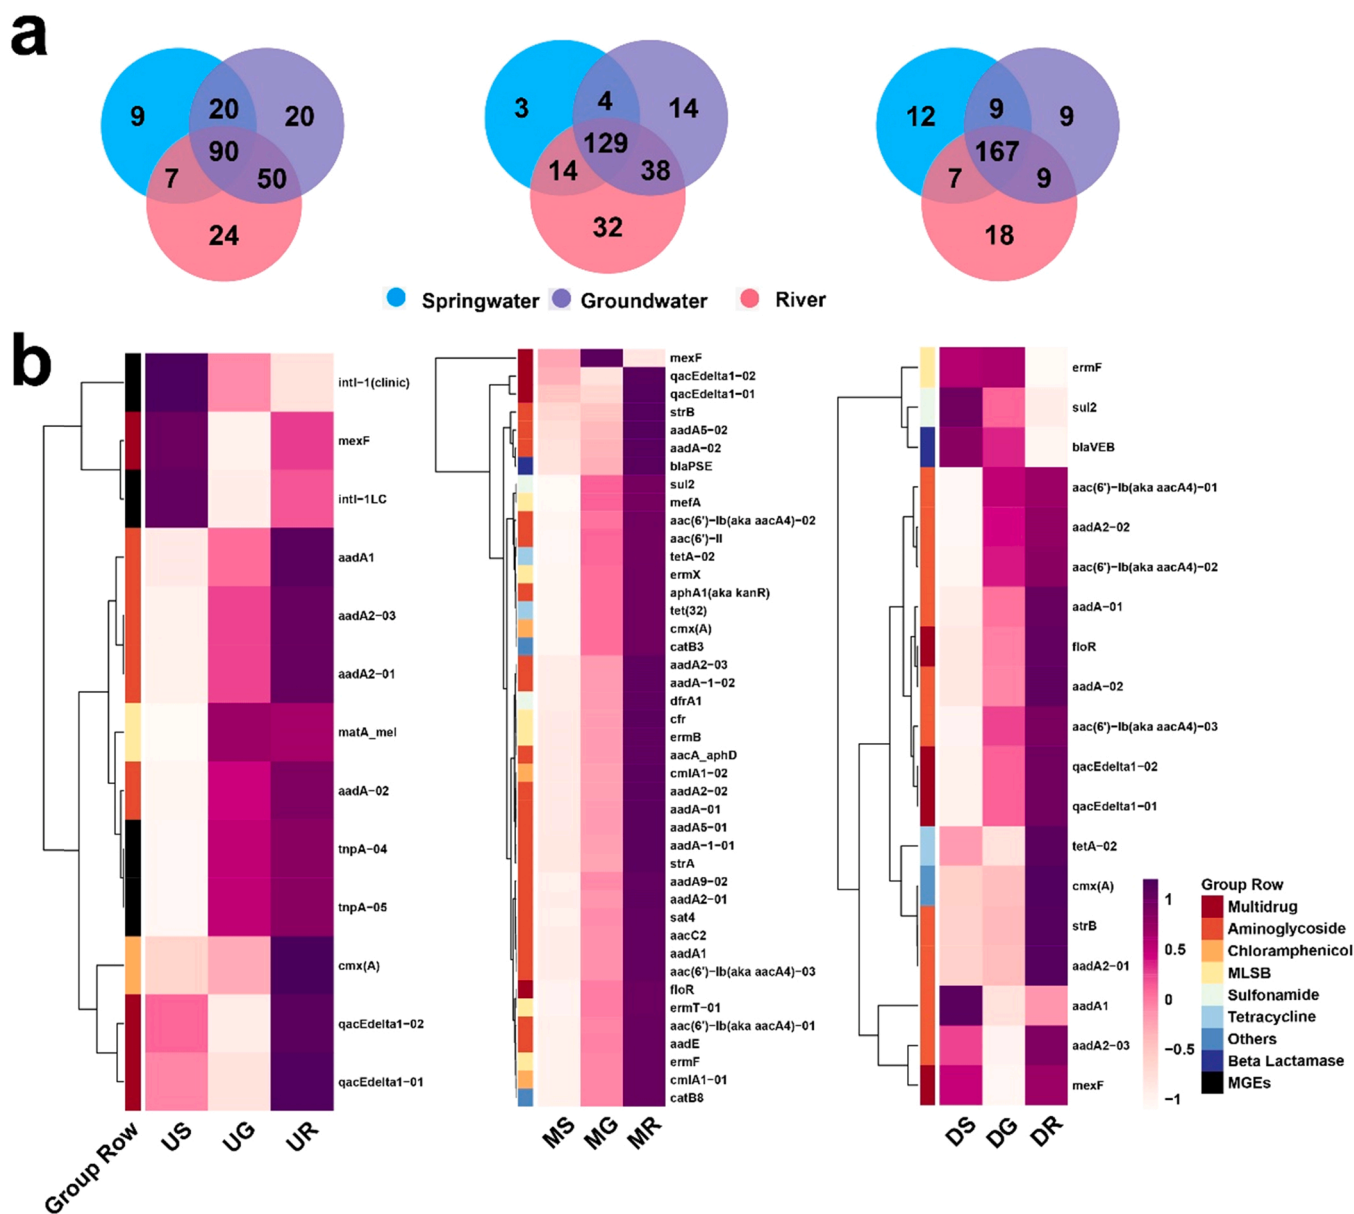 a
9
20
20
90
7
50
24
3
4
14
129
14
38
32
12
9
9
167
7
9
18
Springwater
Groundwater
River
b
intI-1(clinic)
mexF
intI-1LC
aadA1
aadA2-03
aadA2-01
matA_mel
aadA-02
tnpA-04
tnpA-05
cmx(A)
qacEdelta1-02
qacEdelta1-01
Group Row
US
UG
UR
mexF
qacEdelta1-02
qacEdelta1-01
strB
aadA5-02
aadA-02
blaPSE
sul2
mefA
aac(6')-Ib(aka aacA4)-02
aac(6')-II
tetA-02
ermX
aphA1(aka kanR)
tet(32)
cmx(A)
catB3
aadA2-03
aadA-1-02
dfrA1
cfr
ermB
aacA_aphD
cmlA1-02
aadA2-02
aadA-01
aadA5-01
aadA-1-01
strA
aadA9-02
aadA2-01
sat4
aacC2
aadA1
aac(6')-Ib(aka aacA4)-03
floR
ermT-01
aac(6')-Ib(aka aacA4)-01
aadE
ermF
cmlA1-01
catB8
MS
MG
MR
ermF
sul2
blaVEB
aac(6')-Ib(aka aacA4)-01
aadA2-02
aac(6')-Ib(aka aacA4)-02
aadA-01
floR
aadA-02
aac(6')-Ib(aka aacA4)-03
qacEdelta1-02
qacEdelta1-01
tetA-02
cmx(A)
strB
aadA2-01
aadA1
aadA2-03
mexF
DS
DG
DR
1
0.5
0
-0.5
-1
Group Row
Multidrug
Aminoglycoside
Chloramphenicol
MLSB
Sulfonamide
Tetracycline
Others
Beta Lactamase
MGEs